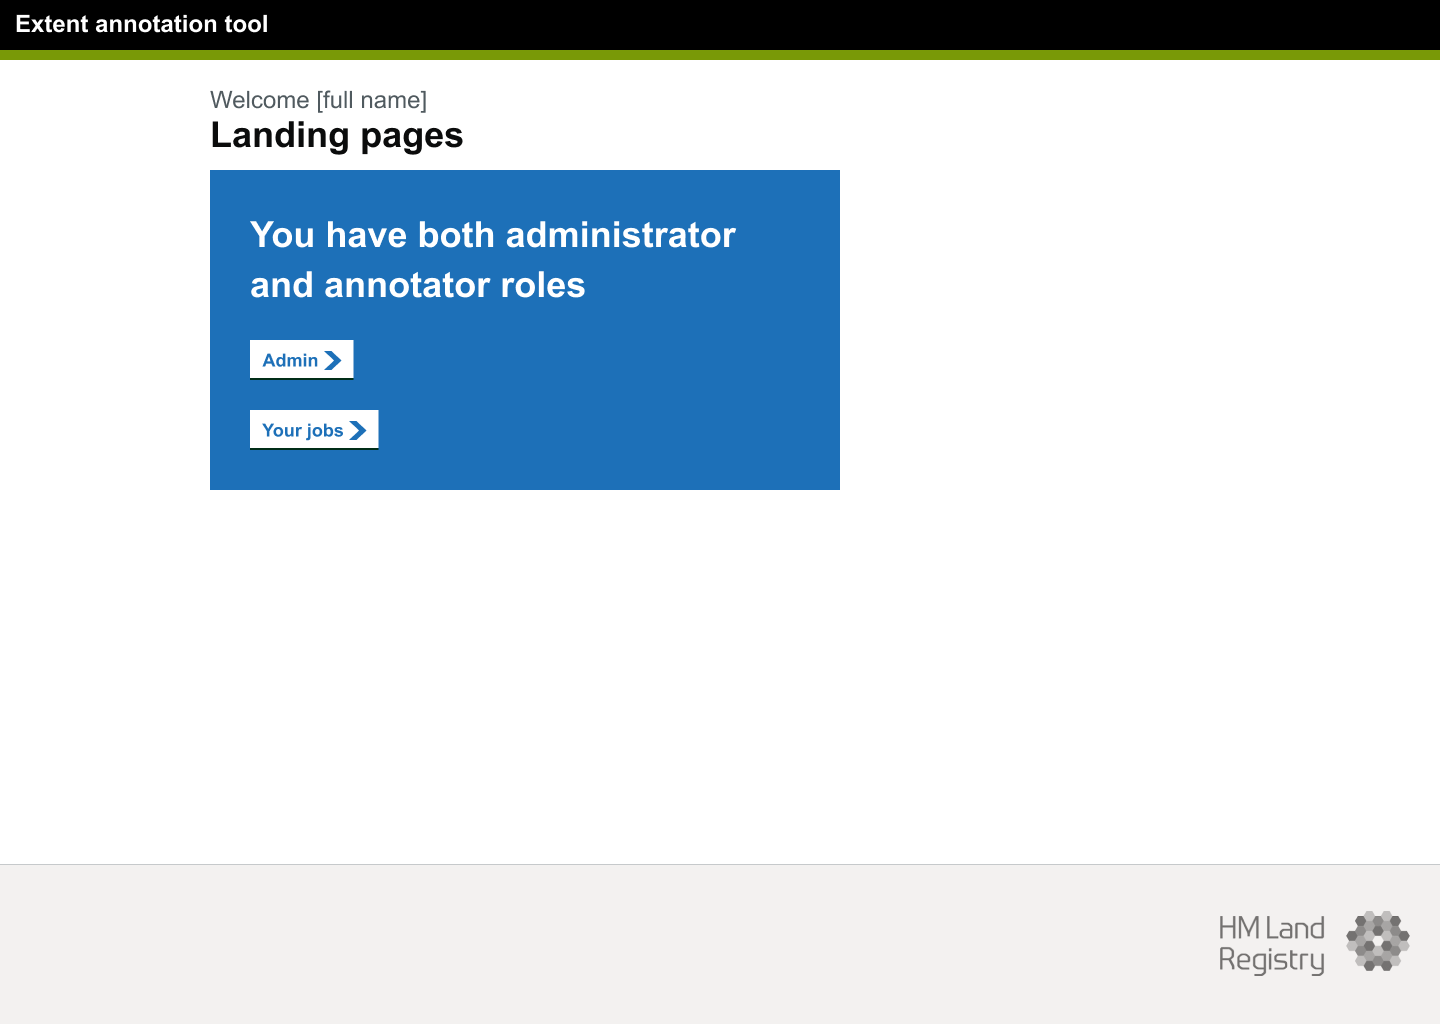 Extent annotation tool
Welcome [full name]
Landing pages
You have both administrator
and annotator roles
Admin
Your jobs
HM Land
Registry